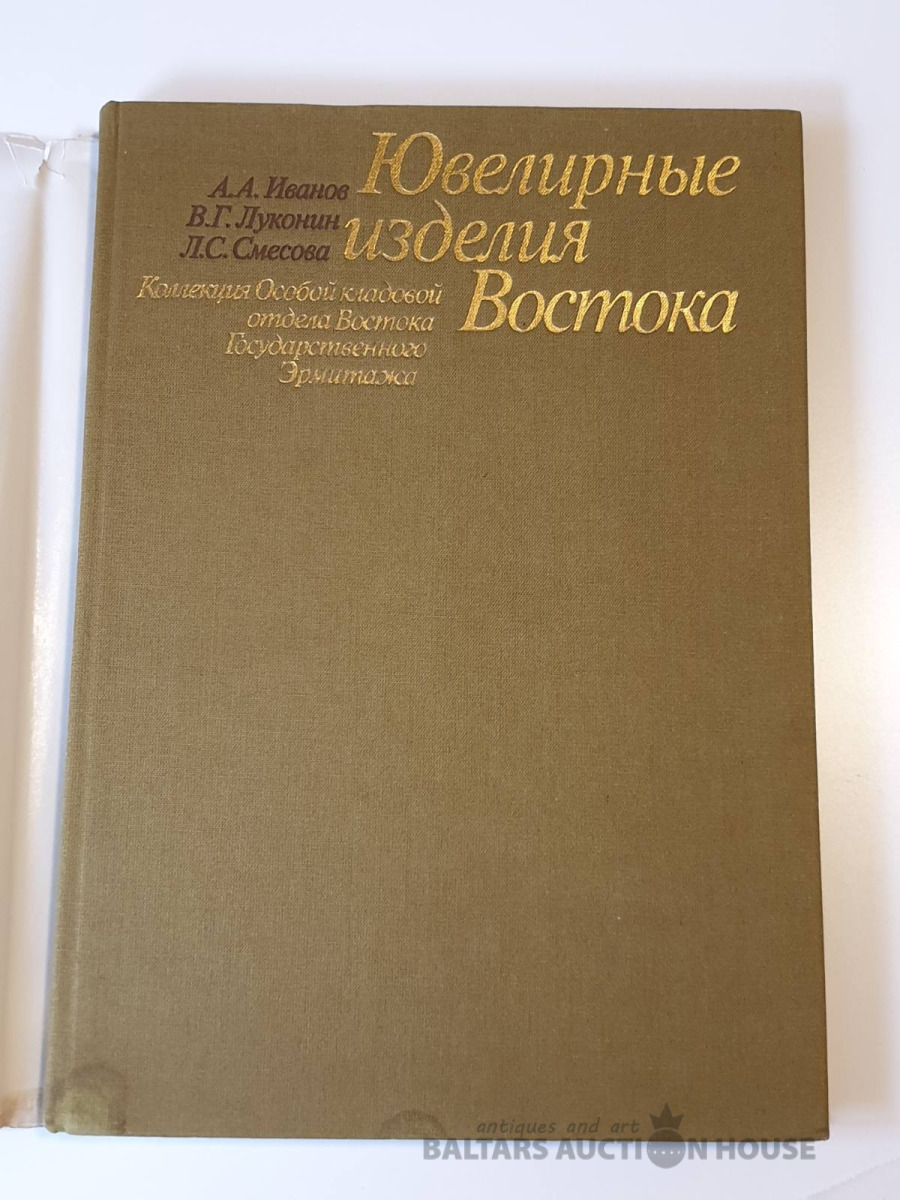 А.А. Иванов
В.Г. Луконин
Л.С. Смесова
Ювелирные
изделия
Востока
Коллекция Особой кладовой
отдела Востока
Государственного
Эрмитажа
antiques and art
BALTARS AUCTION HOUSE